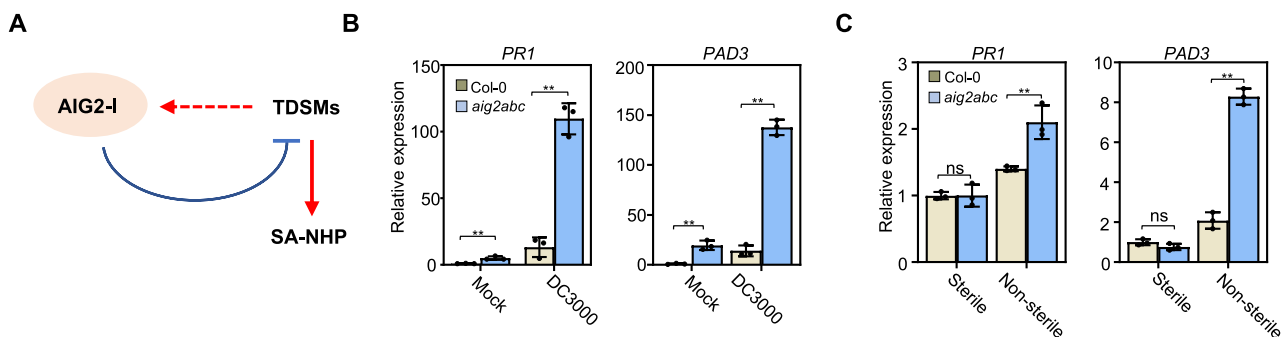 A
AIG2-I
TDSMs
SA-NHP
B
PR1
PAD3
Relative expression
150
100
50
0
Col-0
aig2abc
**
**
Mock
DC3000
200
150
100
50
0
**
**
Mock
DC3000
C
PR1
PAD3
Relative expression
3
2
1
0
Col-0
aig2abc
ns
**
Sterile
Non-sterile
10
8
6
4
2
0
ns
**
Sterile
Non-sterile